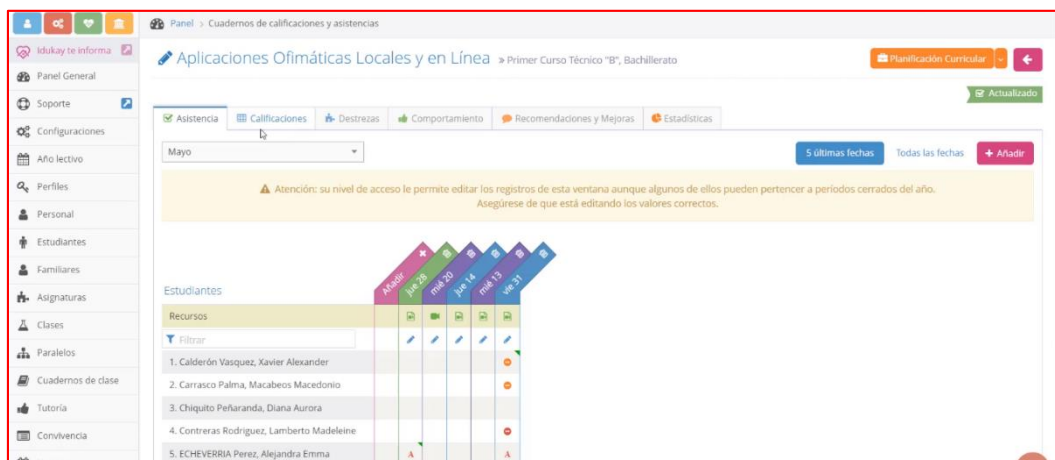 Panel > Cuadernos de calificaciones y asistencias
Idukay te informa
Panel General
Soporte
Configuraciones
Año lectivo
Perfiles
Personal
Estudiantes
Familiares
Asignaturas
Clases
Paralelos
Cuadernos de clase
Tutoría
Convivencia
Aplicaciones Ofimáticas Locales y en Línea » Primer Curso Técnico "B", Bachillerato
Planificación Curricular
Actualizado
Asistencia Calificaciones Destrezas Comportamiento Recomendaciones y Mejoras Estadísticas
Mayo
5 últimas fechas Todas las fechas + Añadir
Atención: su nivel de acceso le permite editar los registros de esta ventana aunque algunos de ellos pueden pertencer a periodos cerrados del año.
Asegúrese de que está editando los valores correctos.
Estudiantes Añadir jue 28 mié 20 jue 14 mié 13 vie 31
Recursos
Filtrar
1. Calderón Vasquez, Xavier Alexander
2. Carrasco Palma, Macabeos Macedonio
3. Chiquito Peñaranda, Diana Aurora
4. Contreras Rodriguez, Lamberto Madeleine
5. ECHEVERRIA Perez, Alejandra Emma A A